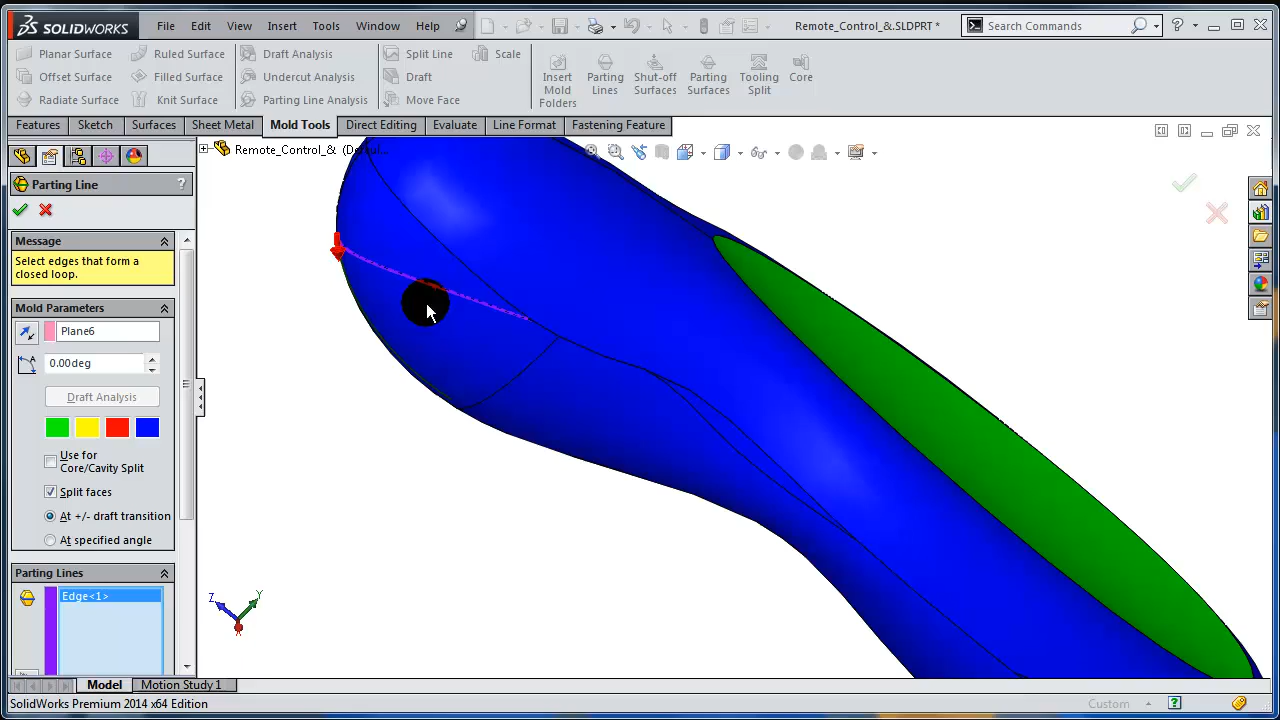 SOLIDWORKS File Edit View Insert Tools Window Help Remote_Control_&.SLDPRT * Search Commands
Planar Surface Ruled Surface Draft Analysis Split Line Scale
Offset Surface Filled Surface Undercut Analysis Draft
Radiate Surface Knit Surface Parting Line Analysis Move Face
Insert Mold Folders
Parting Lines
Shut-off Surfaces
Parting Surfaces
Tooling Split
Core
Features Sketch Surfaces Sheet Metal Mold Tools Direct Editing Evaluate Line Format Fastening Feature
Remote_Control_& (Defaul...
Parting Line ?
Message
Select edges that form a
closed loop.
Mold Parameters
Plane6
0.00deg
Draft Analysis
Use for
Core/Cavity Split
Split faces
At +/- draft transition
At specified angle
Parting Lines
Edge<1>
Z Y
X
Model Motion Study 1
SolidWorks Premium 2014 x64 Edition Custom